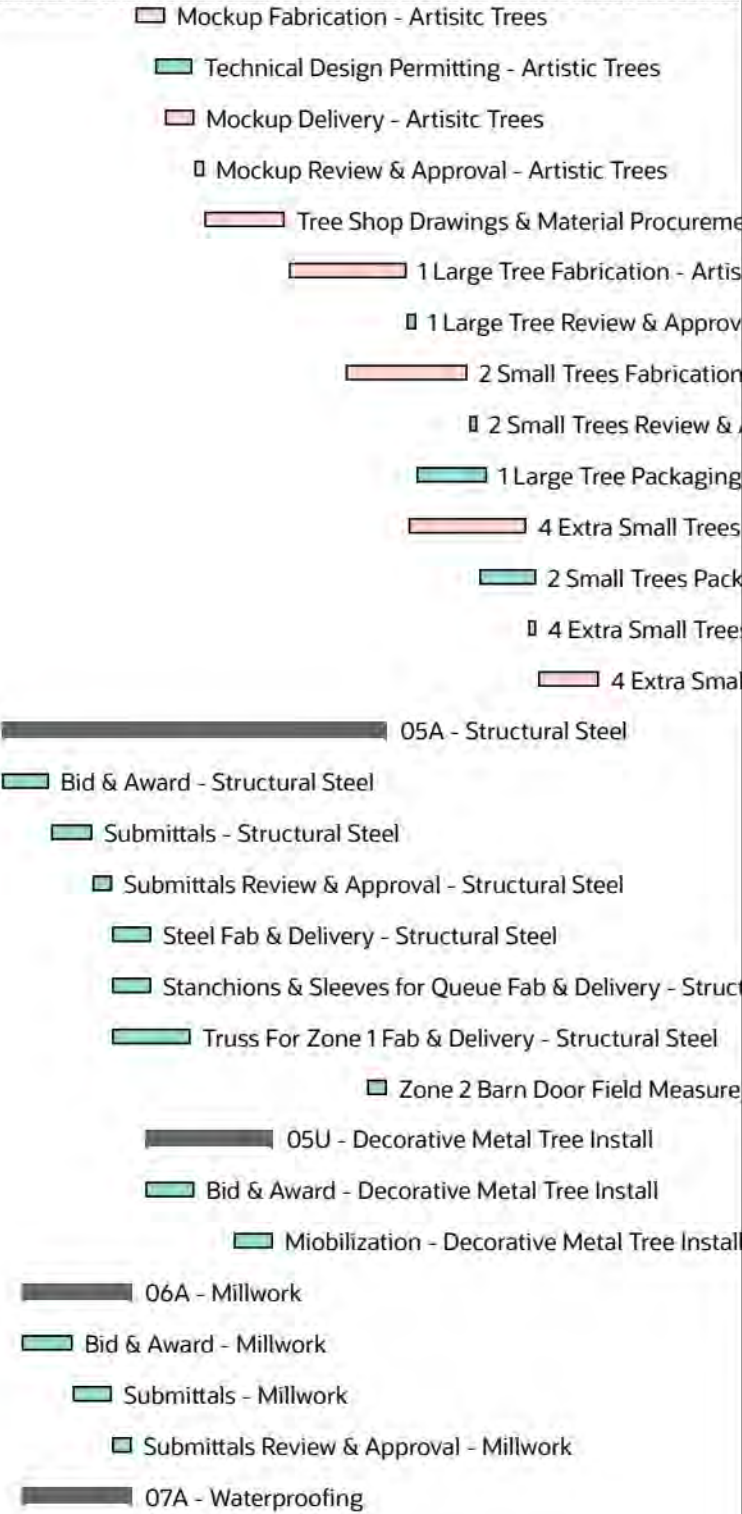 Mockup Fabrication - Artisitc Trees
Technical Design Permitting - Artistic Trees
Mockup Delivery - Artisitc Trees
Mockup Review & Approval - Artistic Trees
Tree Shop Drawings & Material Procureme
1 Large Tree Fabrication - Artis
1 Large Tree Review & Approv
2 Small Trees Fabrication
2 Small Trees Review &
1 Large Tree Packaging
4 Extra Small Trees
2 Small Trees Pack
4 Extra Small Trees
4 Extra Smal
05A - Structural Steel
Bid & Award - Structural Steel
Submittals - Structural Steel
Submittals Review & Approval - Structural Steel
Steel Fab & Delivery - Structural Steel
Stanchions & Sleeves for Queue Fab & Delivery - Struct
Truss For Zone 1 Fab & Delivery - Structural Steel
Zone 2 Barn Door Field Measure
05U - Decorative Metal Tree Install
Bid & Award - Decorative Metal Tree Install
Miobilization - Decorative Metal Tree Install
06A - Millwork
Bid & Award - Millwork
Submittals - Millwork
Submittals Review & Approval - Millwork
07A - Waterproofing